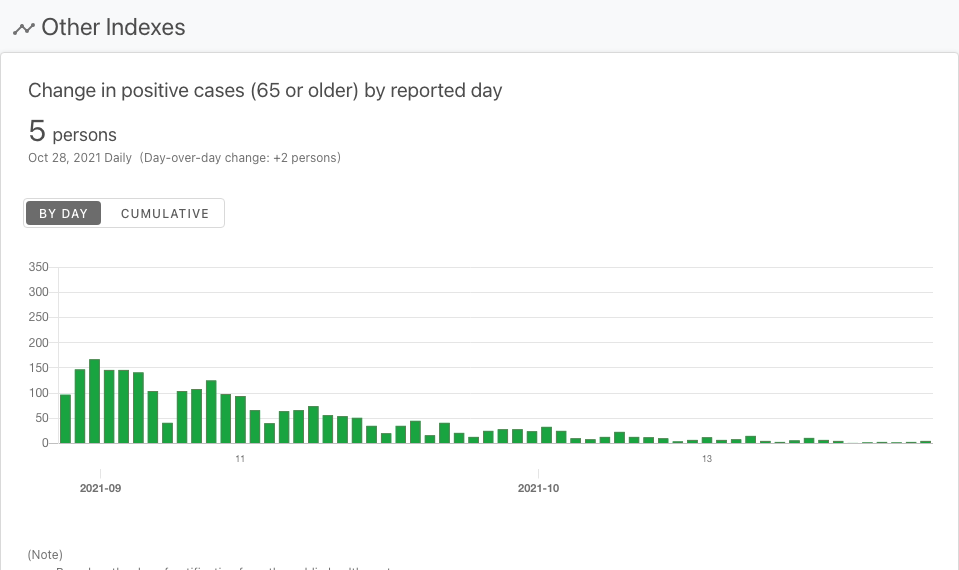 Other Indexes
Change in positive cases (65 or older) by reported day
5 persons
Oct 28, 2021 Daily (Day-over-day change: +2 persons)
BY DAY CUMULATIVE
350
300
250
200
150
100
50
0
11 13
2021-09 2021-10
(Note)